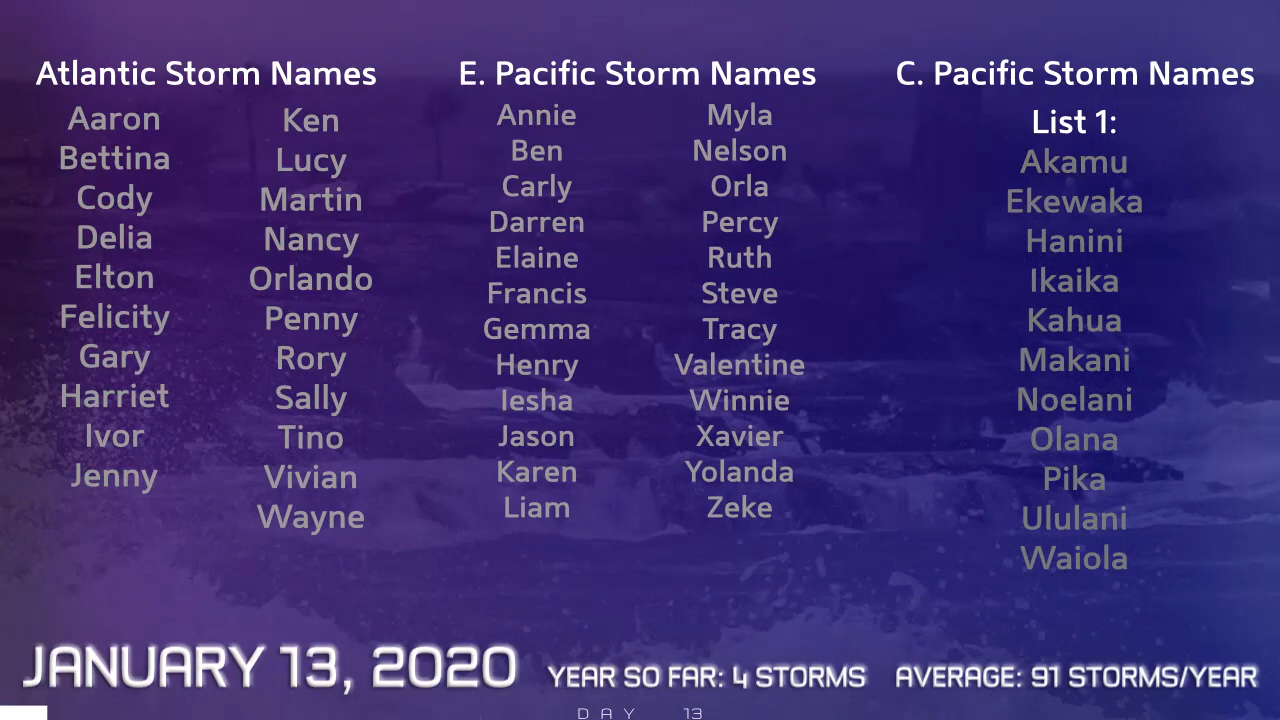 Atlantic Storm Names
Aaron
Bettina
Cody
Delia
Elton
Felicity
Gary
Harriet
Ivor
Jenny
Ken
Lucy
Martin
Nancy
Orlando
Penny
Rory
Sally
Tino
Vivian
Wayne
E. Pacific Storm Names
Annie
Ben
Carly
Darren
Elaine
Francis
Gemma
Henry
Iesha
Jason
Karen
Liam
Myla
Nelson
Orla
Percy
Ruth
Steve
Tracy
Valentine
Winnie
Xavier
Yolanda
Zeke
C. Pacific Storm Names
List 1:
Akamu
Ekewaka
Hanini
Ikaika
Kahua
Makani
Noelani
Olana
Pika
Ululani
Waiola
JANUARY 13, 2020 YEAR SO FAR: 4 STORMS AVERAGE: 91 STORMS/YEAR
DAY 13